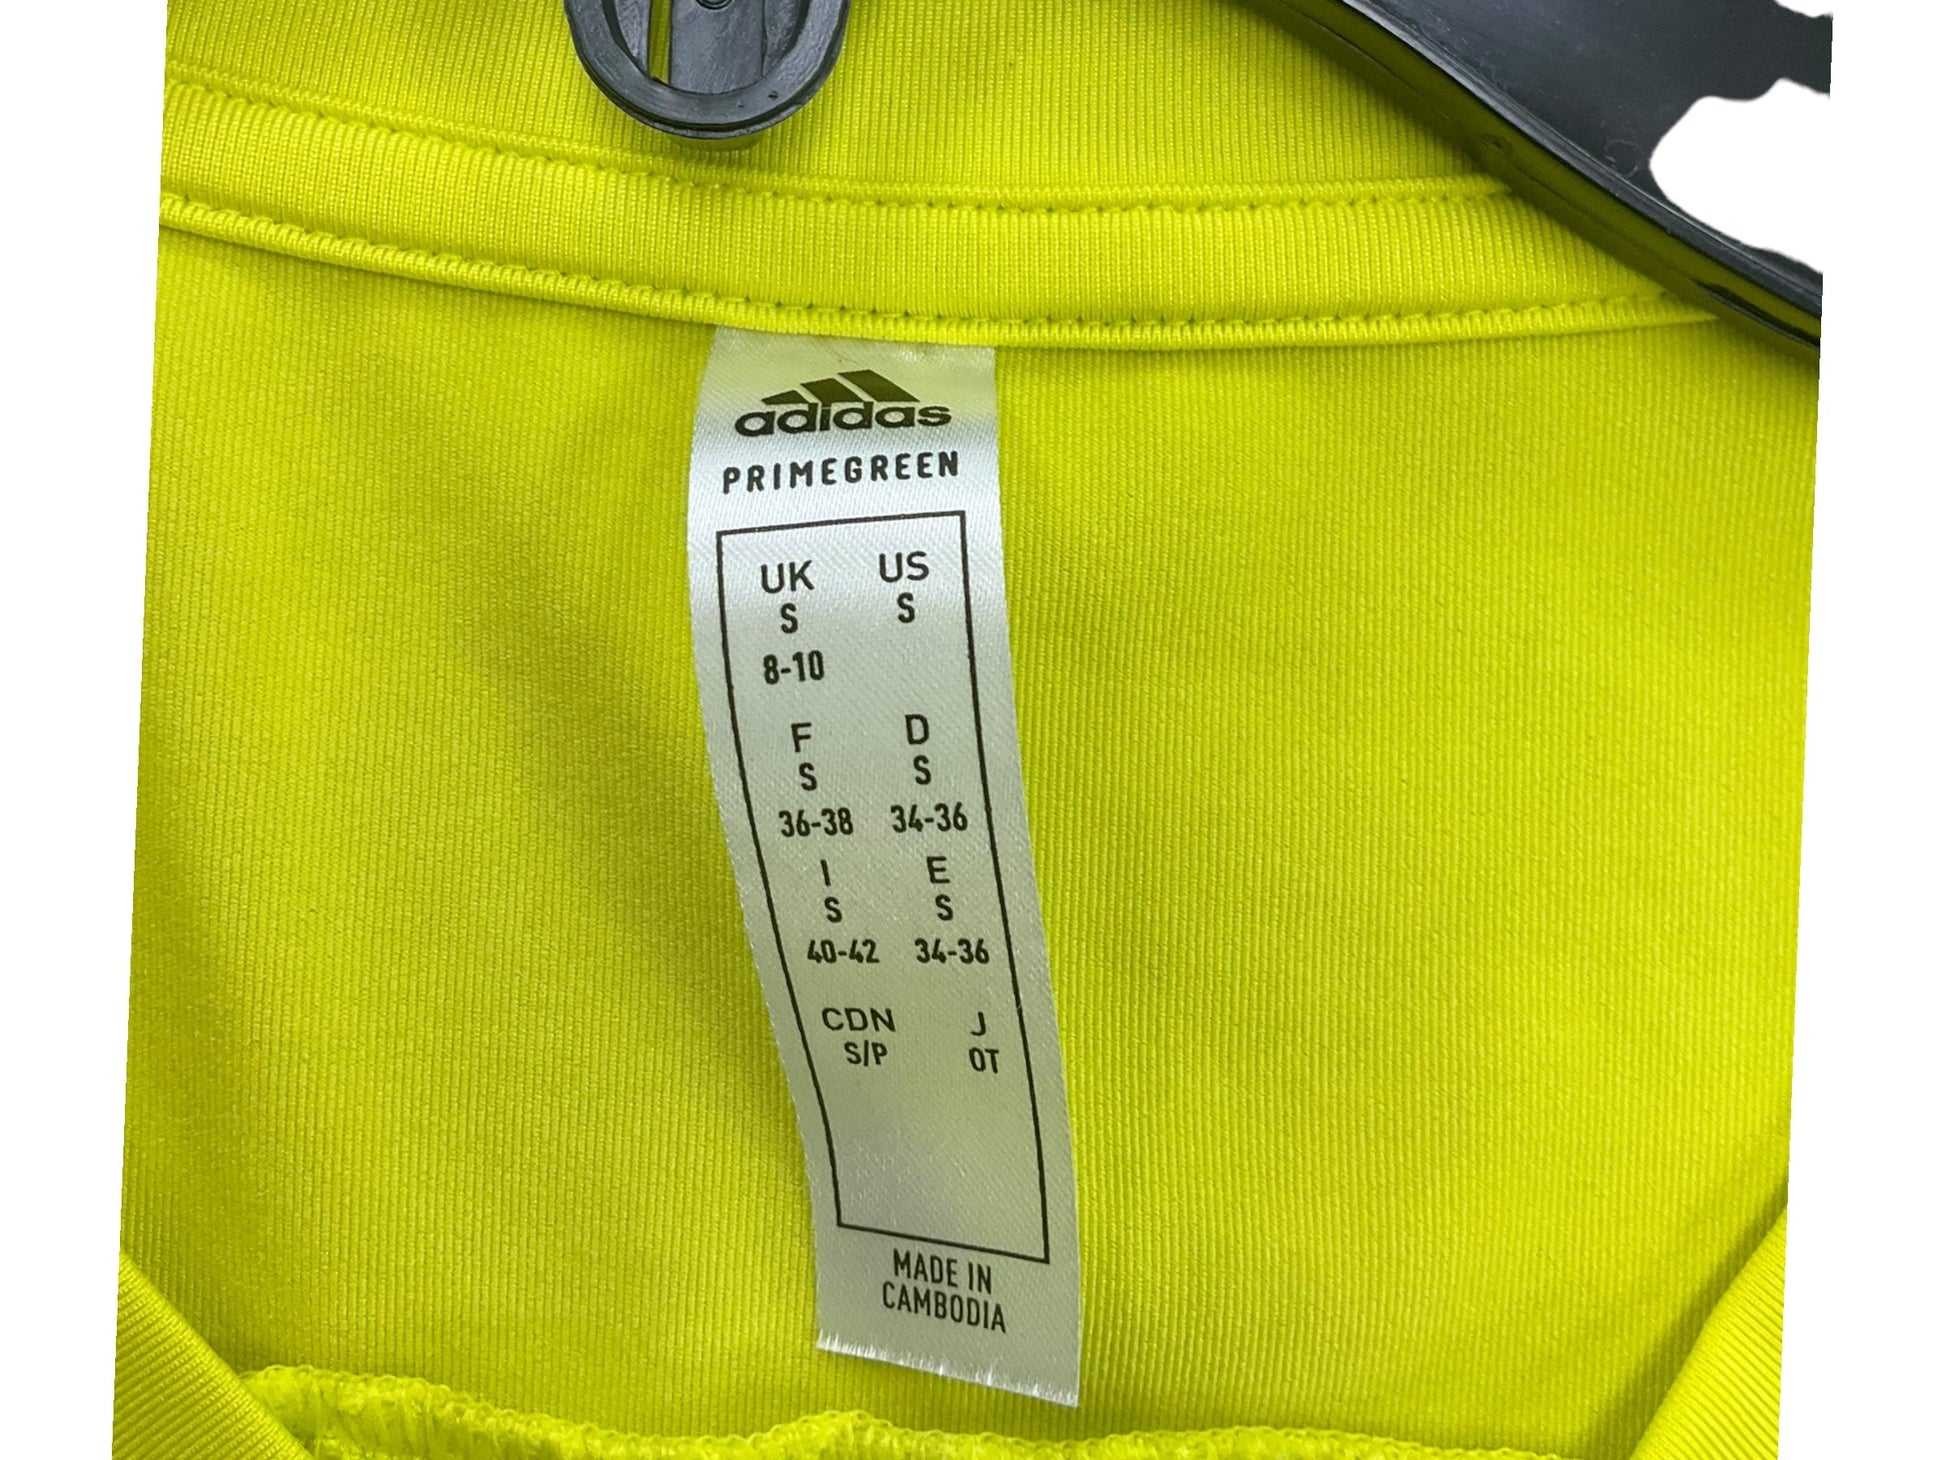 adidas
PRIMEGREEN
UK US
S S
8-10
F D
S S
36-38 34-36
I E
S S
40-42 34-36
CDN J
S/P OT
MADE IN
CAMBODIA